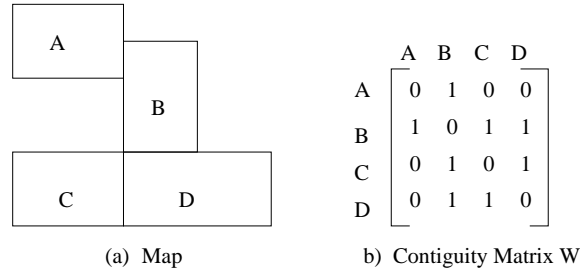 A
B
C D
(a) Map
A B C D
A 0 1 0 0
B 1 0 1 1
C 0 1 0 1
D 0 1 1 0
b) Contiguity Matrix W